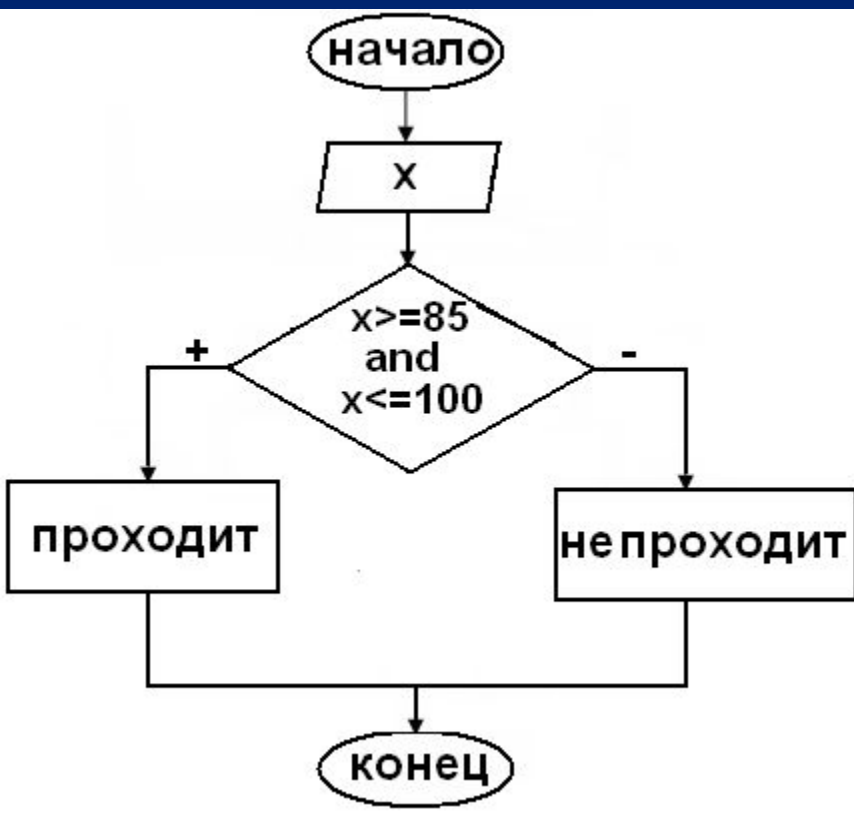 начало
x
x>=85
and
x<=100
+
-
проходит
не проходит
конец